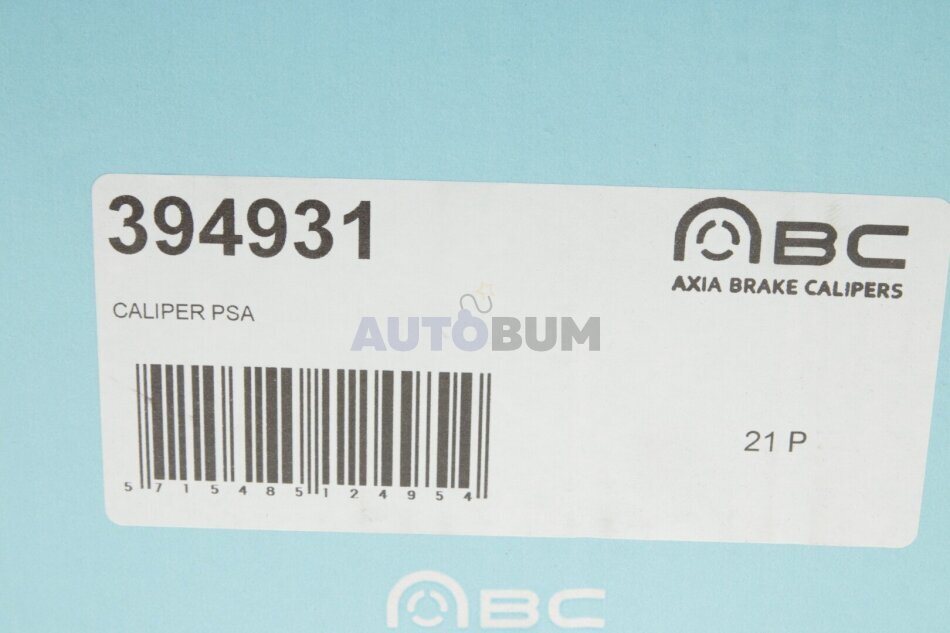 394931
ABC
AXIA BRAKE CALIPERS
CALIPER PSA
AUTOBUM
21 P
5 715485 124954
ABC